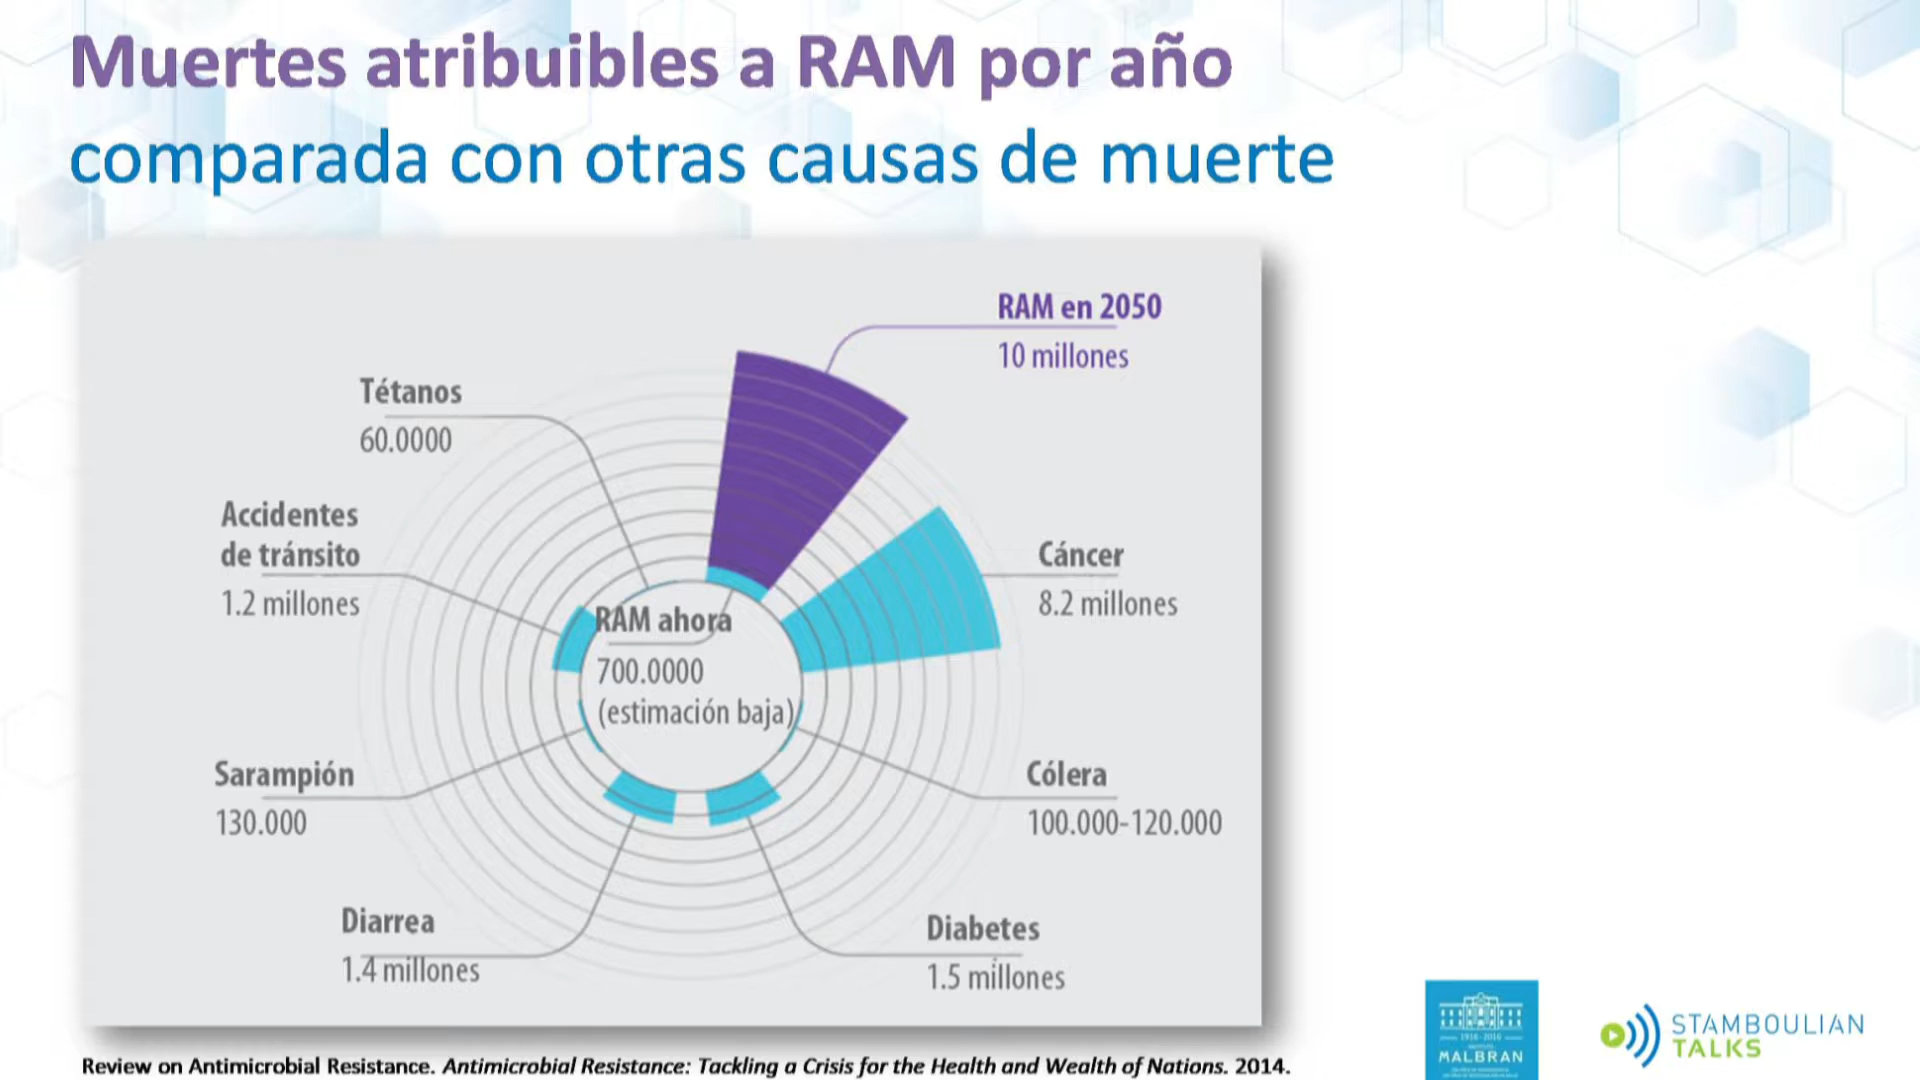 Muertes atribuibles a RAM por año
comparada con otras causas de muerte
RAM en 2050
10 millones
Tétanos
60.0000
Accidentes
de tránsito
1.2 millones
Cáncer
8.2 millones
RAM ahora
700.0000
(estimación baja)
Sarampión
130.000
Cólera
100.000-120.000
Diarrea
1.4 millones
Diabetes
1.5 millones
Review on Antimicrobial Resistance. Antimicrobial Resistance: Tackling a Crisis for the Health and Wealth of Nations. 2014.
1916-2016
INSTITUTO
MALBRAN
STAMBOULIAN
TALKS